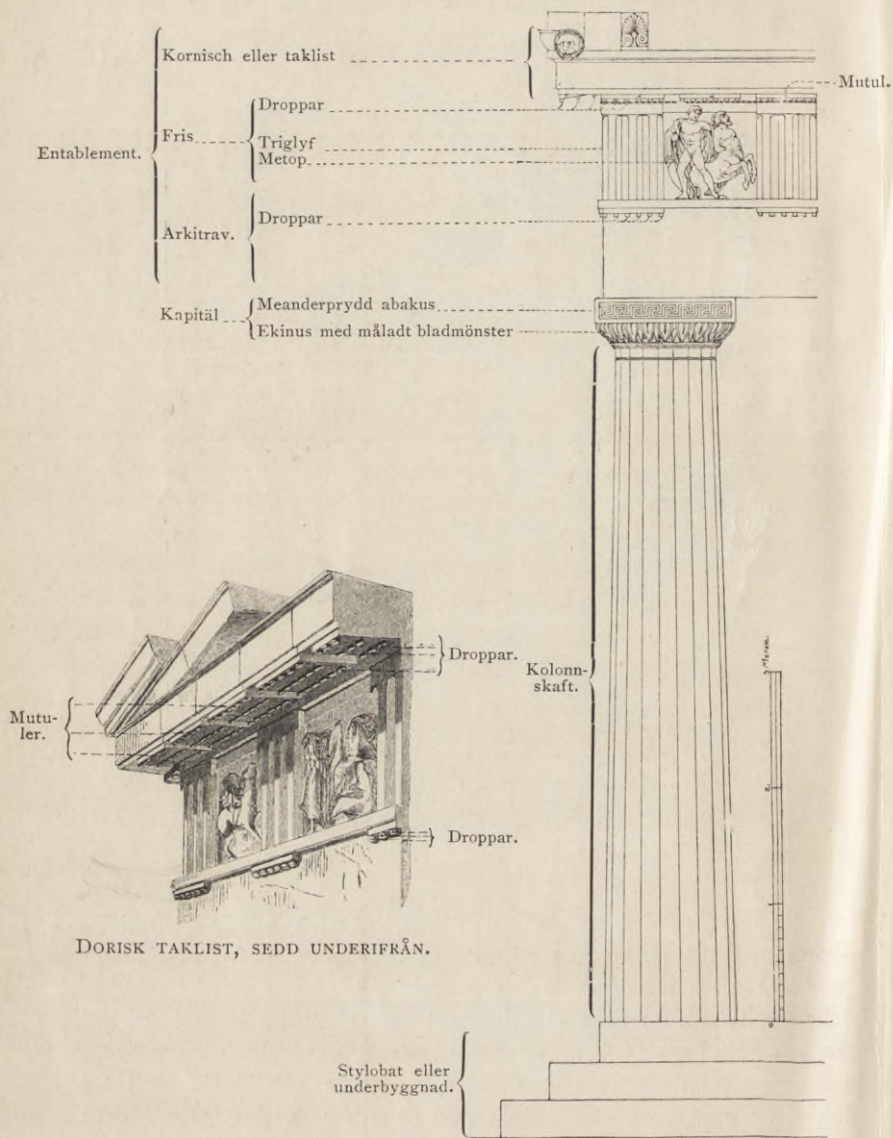 Kornisch eller taklist
Mutul.
Droppar
Fris
Triglyf
Metop.
Entablement.
Droppar
Arkitrav.
Kapitäl
Meanderprydd abakus
Ekinus med måladt bladmönster
Droppar.
Kolonn-
skaft.
Mutu-
ler.
Droppar.
DORISK TAKLIST, SEDD UNDERIFRÅN.
Stylobat eller
underbyggnad.